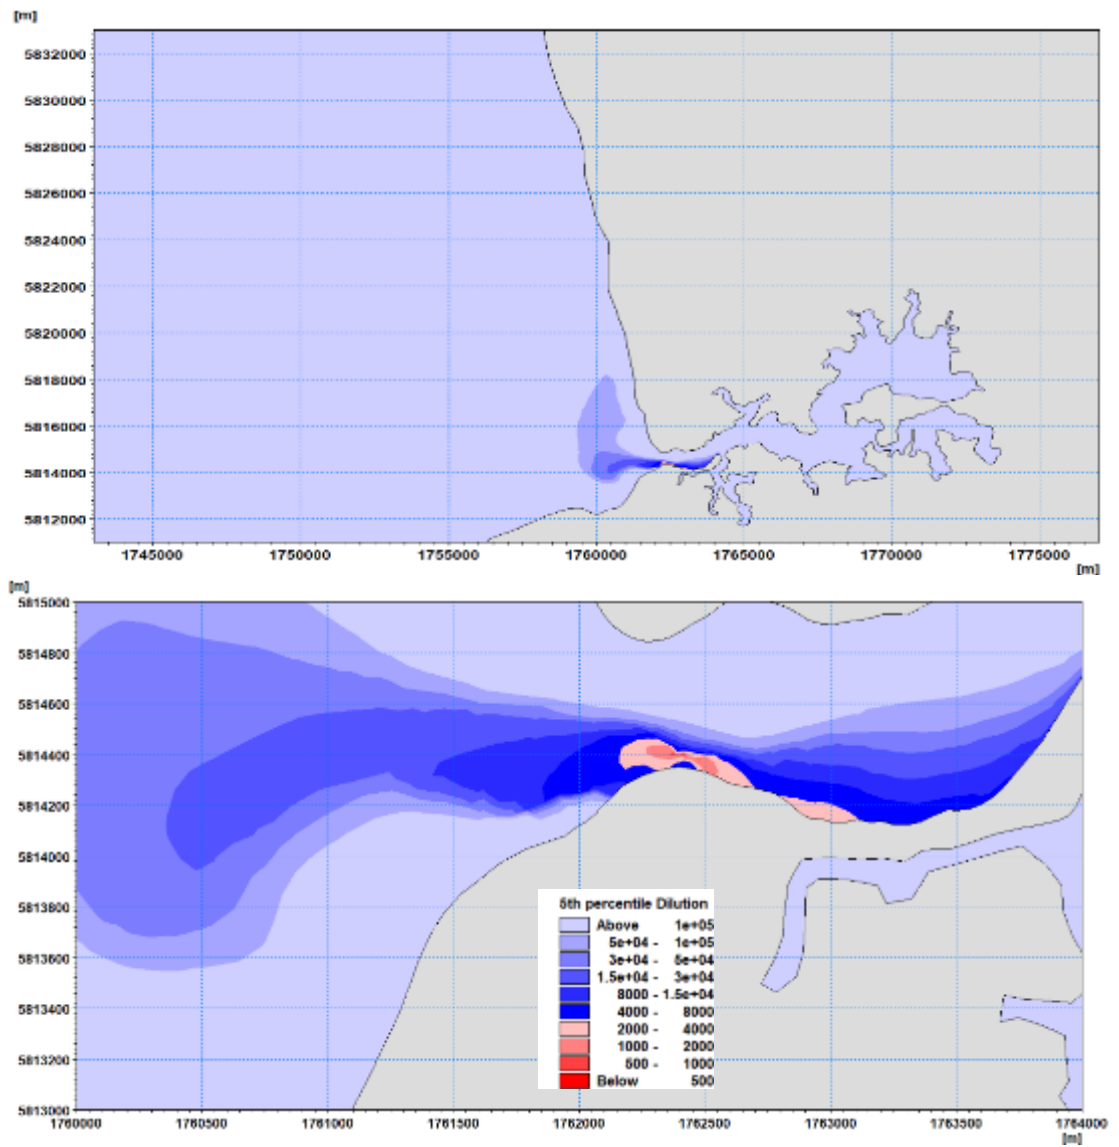 [m]
5832000
5830000
5828000
5826000
5824000
5822000
5820000
5818000
5816000
5814000
5812000
1745000 1750000 1755000 1760000 1765000 1770000 1775000
[m]
[m]
5815000
5814800
5814600
5814400
5814200
5814000
5813800
5813600
5813400
5813200
5813000
5th percentile Dilution
Above 1e+05
5e+04 - 1e+05
3e+04 - 5e+04
1.5e+04 - 3e+04
8000 - 1.5e+04
4000 - 8000
2000 - 4000
1000 - 2000
500 - 1000
Below 500
1760000 1760500 1761000 1761500 1762000 1762500 1763000 1763500 1764000
[m]